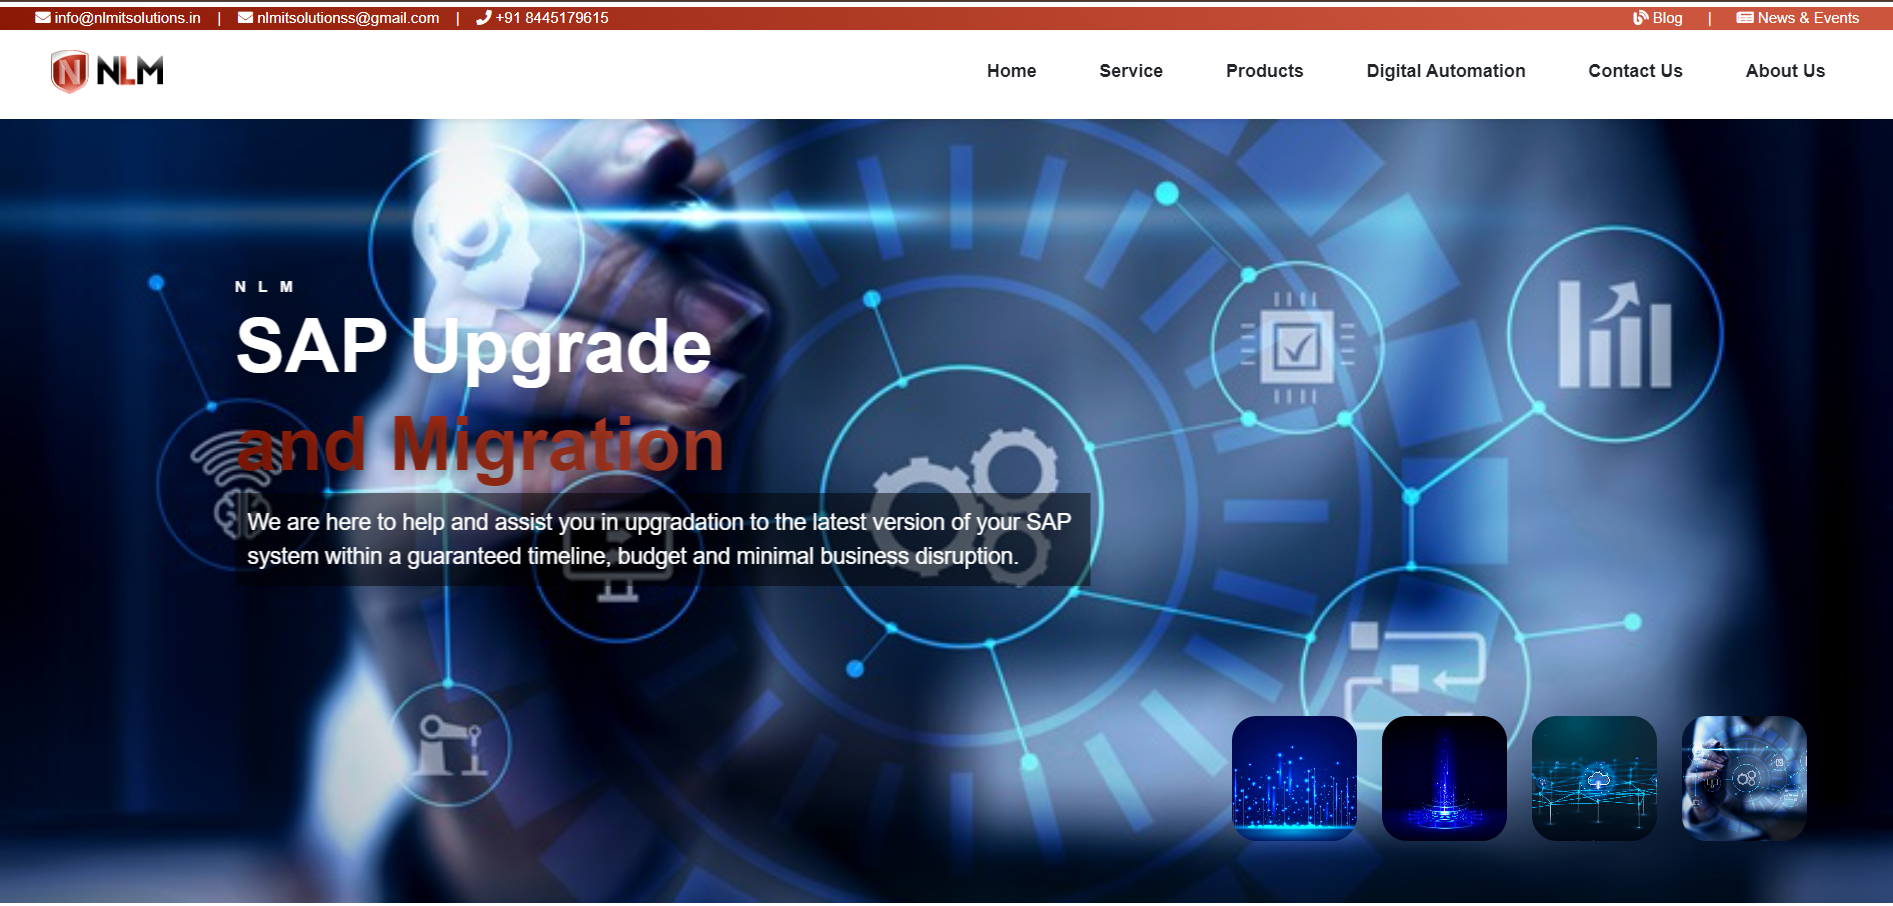 info@nlmitsolutions.in | nlmitsolutionss@gmail.com | +91 8445179615 Blog | News & Events
NLM Home Service Products Digital Automation Contact Us About Us
NLM
SAP Upgrade
and Migration
We are here to help and assist you in upgradation to the latest version of your SAP
system within a guaranteed timeline, budget and minimal business disruption.